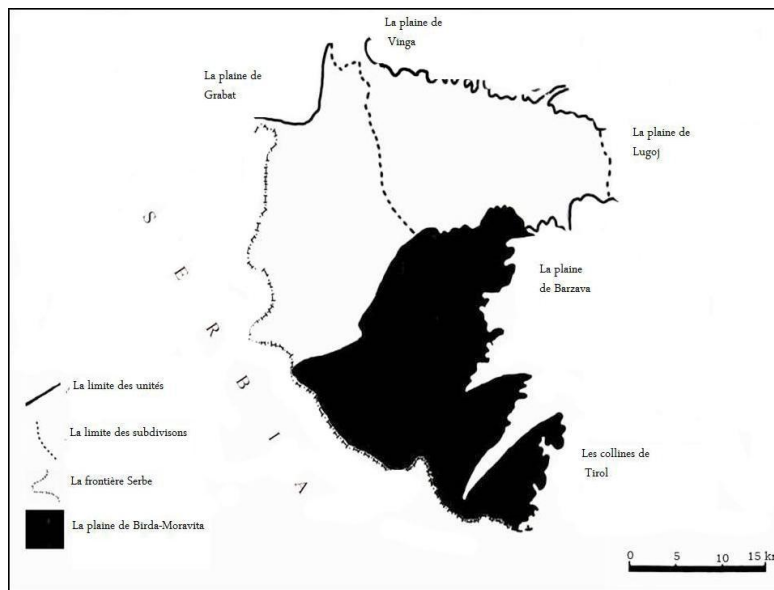 La plaine de
Vinga
La plaine de
Grabat
La plaine de
Lugoj
SERBIA
La plaine
de Barzava
La limite des unités
La limite des subdivisons
La frontière Serbe
La plaine de Birda-Moravita
Les collines de
Tirol
0 5 10 15 km